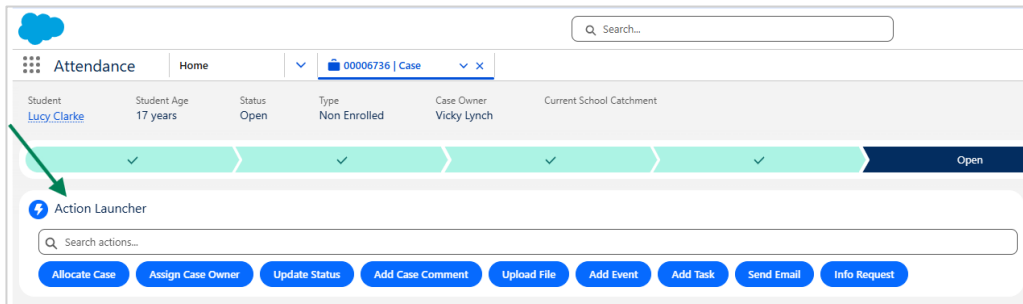 Search...
Attendance Home 00006736 | Case
Student Student Age Status Type Case Owner Current School Catchment
Lucy Clarke 17 years Open Non Enrolled Vicky Lynch
Open
Action Launcher
Search actions...
Allocate Case Assign Case Owner Update Status Add Case Comment Upload File Add Event Add Task Send Email Info Request